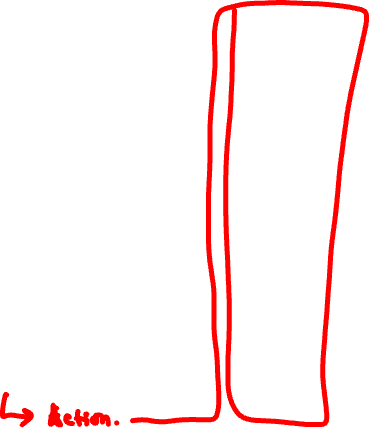 ↳ Action.